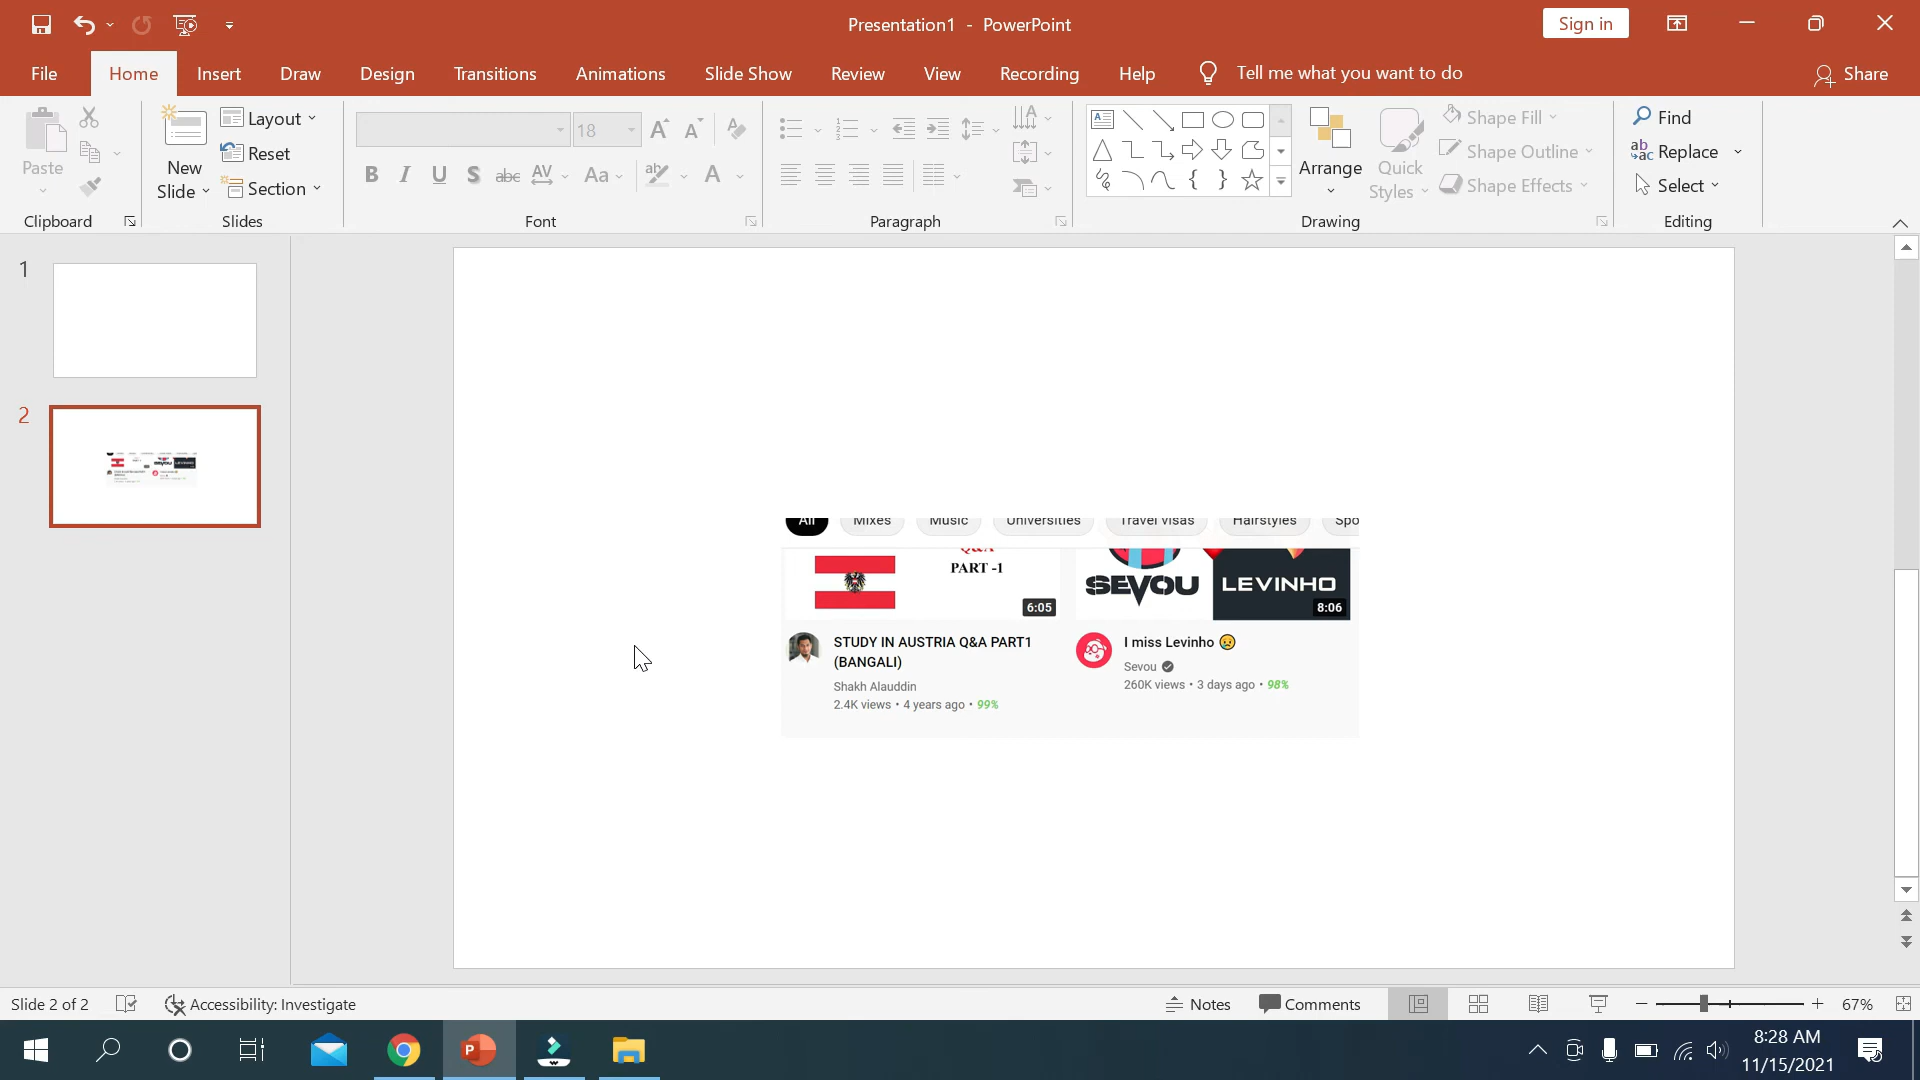 Presentation1 - PowerPoint
Sign in
File Home Insert Draw Design Transitions Animations Slide Show Review View Recording Help Tell me what you want to do Share
Paste
New Slide
Layout
Reset
Section
18
B I U S abc AV Aa ab A
Arrange
Quick Styles
Shape Fill
Shape Outline
Shape Effects
Find
Replace
Select
Clipboard Slides Font Paragraph Drawing Editing
1
2
All Mixes Music Universities Travel visas Hairstyles Spo
Q&A
PART -1
6:05
SEVOU
LEVINHO
8:06
STUDY IN AUSTRIA Q&A PART1
(BANGALI)
Shakh Alauddin
2.4K views • 4 years ago • 99%
I miss Levinho
Sevou
260K views • 3 days ago • 98%
Slide 2 of 2 Accessibility: Investigate Notes Comments 67%
8:28 AM
11/15/2021